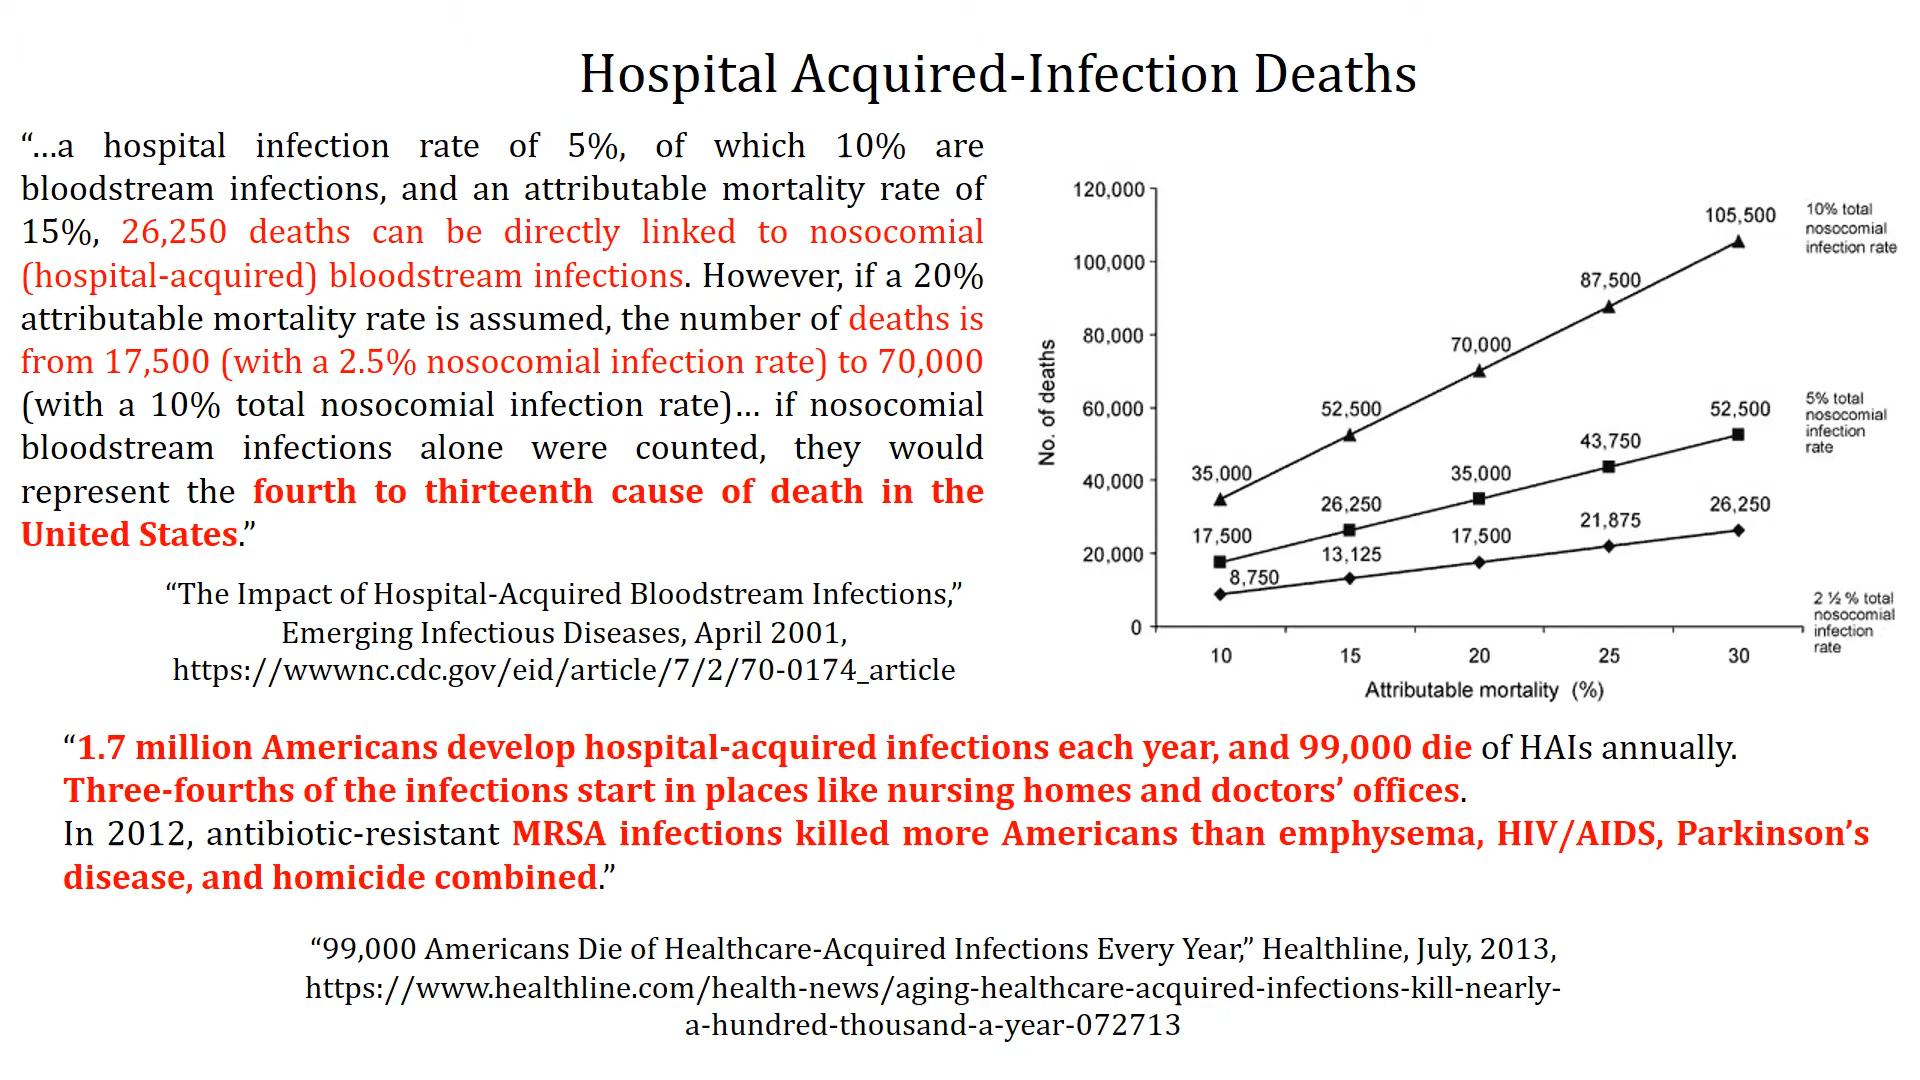 Hospital Acquired-Infection Deaths
“…a hospital infection rate of 5%, of which 10% are
bloodstream infections, and an attributable mortality rate of
15%, 26,250 deaths can be directly linked to nosocomial
(hospital-acquired) bloodstream infections. However, if a 20%
attributable mortality rate is assumed, the number of deaths is
from 17,500 (with a 2.5% nosocomial infection rate) to 70,000
(with a 10% total nosocomial infection rate)… if nosocomial
bloodstream infections alone were counted, they would
represent the fourth to thirteenth cause of death in the
United States.”
“The Impact of Hospital-Acquired Bloodstream Infections,”
Emerging Infectious Diseases, April 2001,
https://wwwnc.cdc.gov/eid/article/7/2/70-0174_article
No. of deaths
120,000
100,000
80,000
60,000
40,000
20,000
0
35,000
52,500
70,000
87,500
105,500
10% total
nosocomial
infection rate
17,500
26,250
35,000
43,750
52,500
5% total
nosocomial
infection
rate
8,750
13,125
17,500
21,875
26,250
2 ½ % total
nosocomial
infection
rate
10
15
20
25
30
Attributable mortality (%)
“1.7 million Americans develop hospital-acquired infections each year, and 99,000 die of HAIs annually.
Three-fourths of the infections start in places like nursing homes and doctors’ offices.
In 2012, antibiotic-resistant MRSA infections killed more Americans than emphysema, HIV/AIDS, Parkinson’s
disease, and homicide combined.”
“99,000 Americans Die of Healthcare-Acquired Infections Every Year,” Healthline, July, 2013,
https://www.healthline.com/health-news/aging-healthcare-acquired-infections-kill-nearly-
a-hundred-thousand-a-year-072713